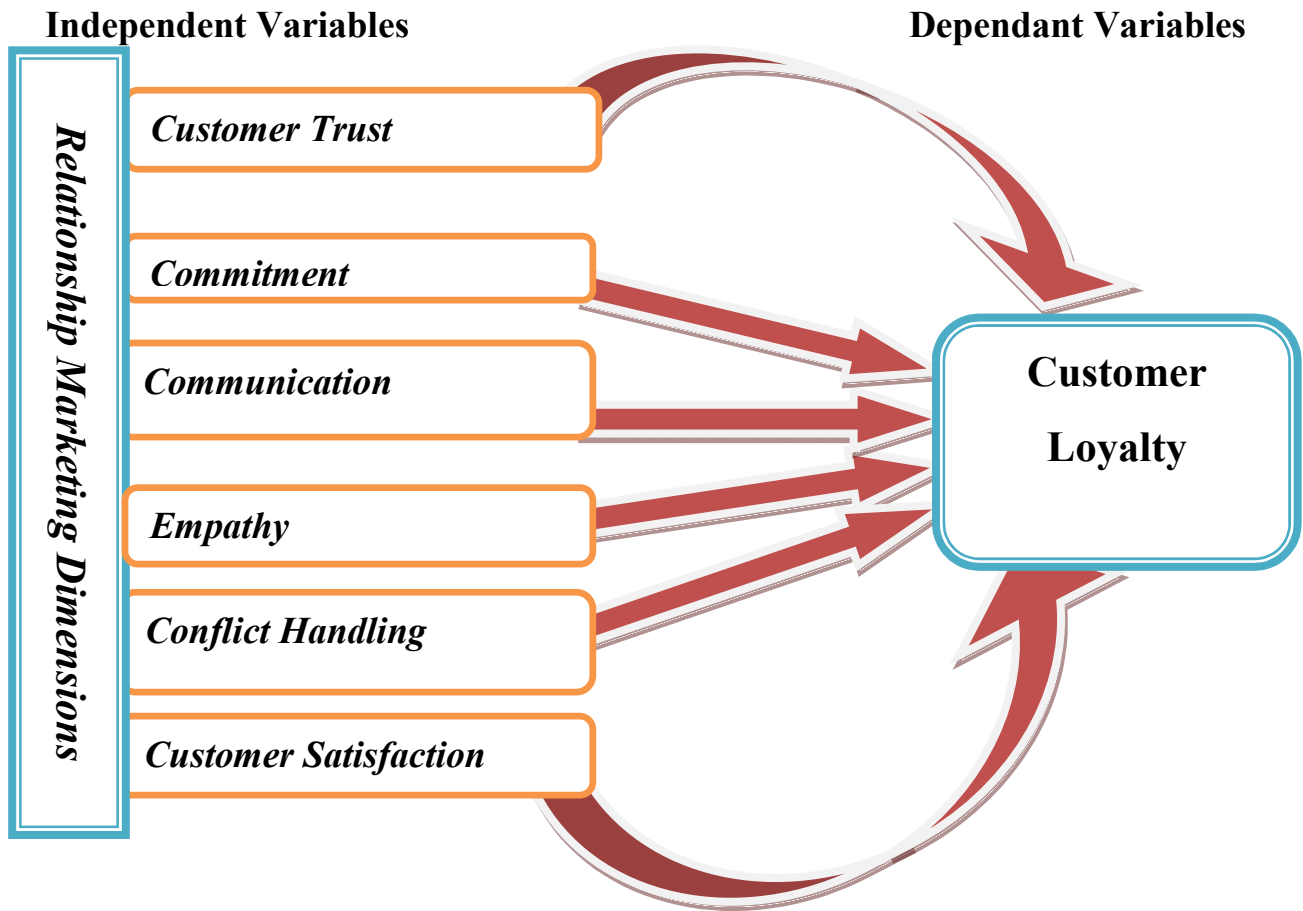 Independent Variables
Dependant Variables
Relationship Marketing Dimensions
Customer Trust
Commitment
Communication
Empathy
Conflict Handling
Customer Satisfaction
Customer
Loyalty